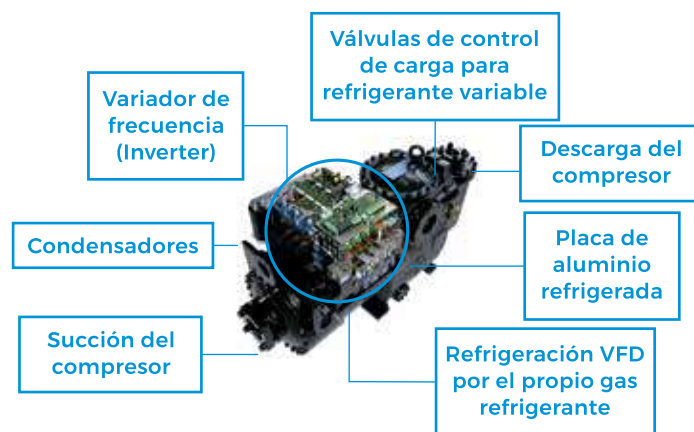 Válvulas de control
de carga para
refrigerante variable
Variador de
frecuencia
(Inverter)
Descarga del
compresor
Condensadores
Placa de
aluminio
refrigerada
Succión del
compresor
Refrigeración VFD
por el propio gas
refrigerante